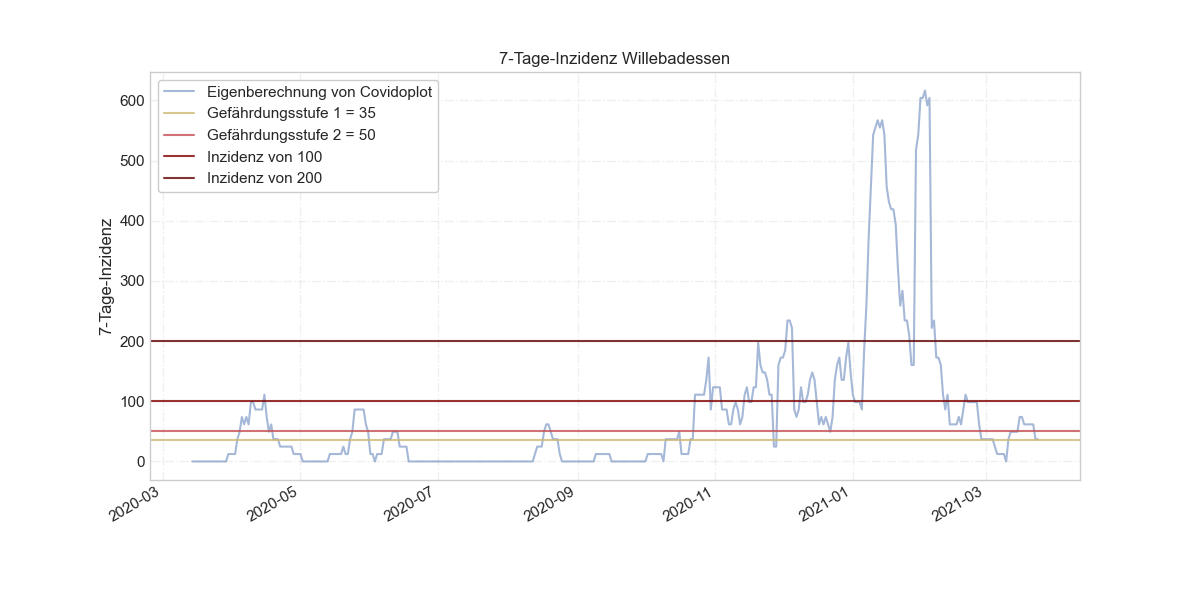 7-Tage-Inzidenz Willebadessen
Eigenberechnung von Covidoplot
Gefährdungsstufe 1 = 35
Gefährdungsstufe 2 = 50
Inzidenz von 100
Inzidenz von 200
7-Tage-Inzidenz
600
500
400
300
200
100
0
2020-03
2020-05
2020-07
2020-09
2020-11
2021-01
2021-03